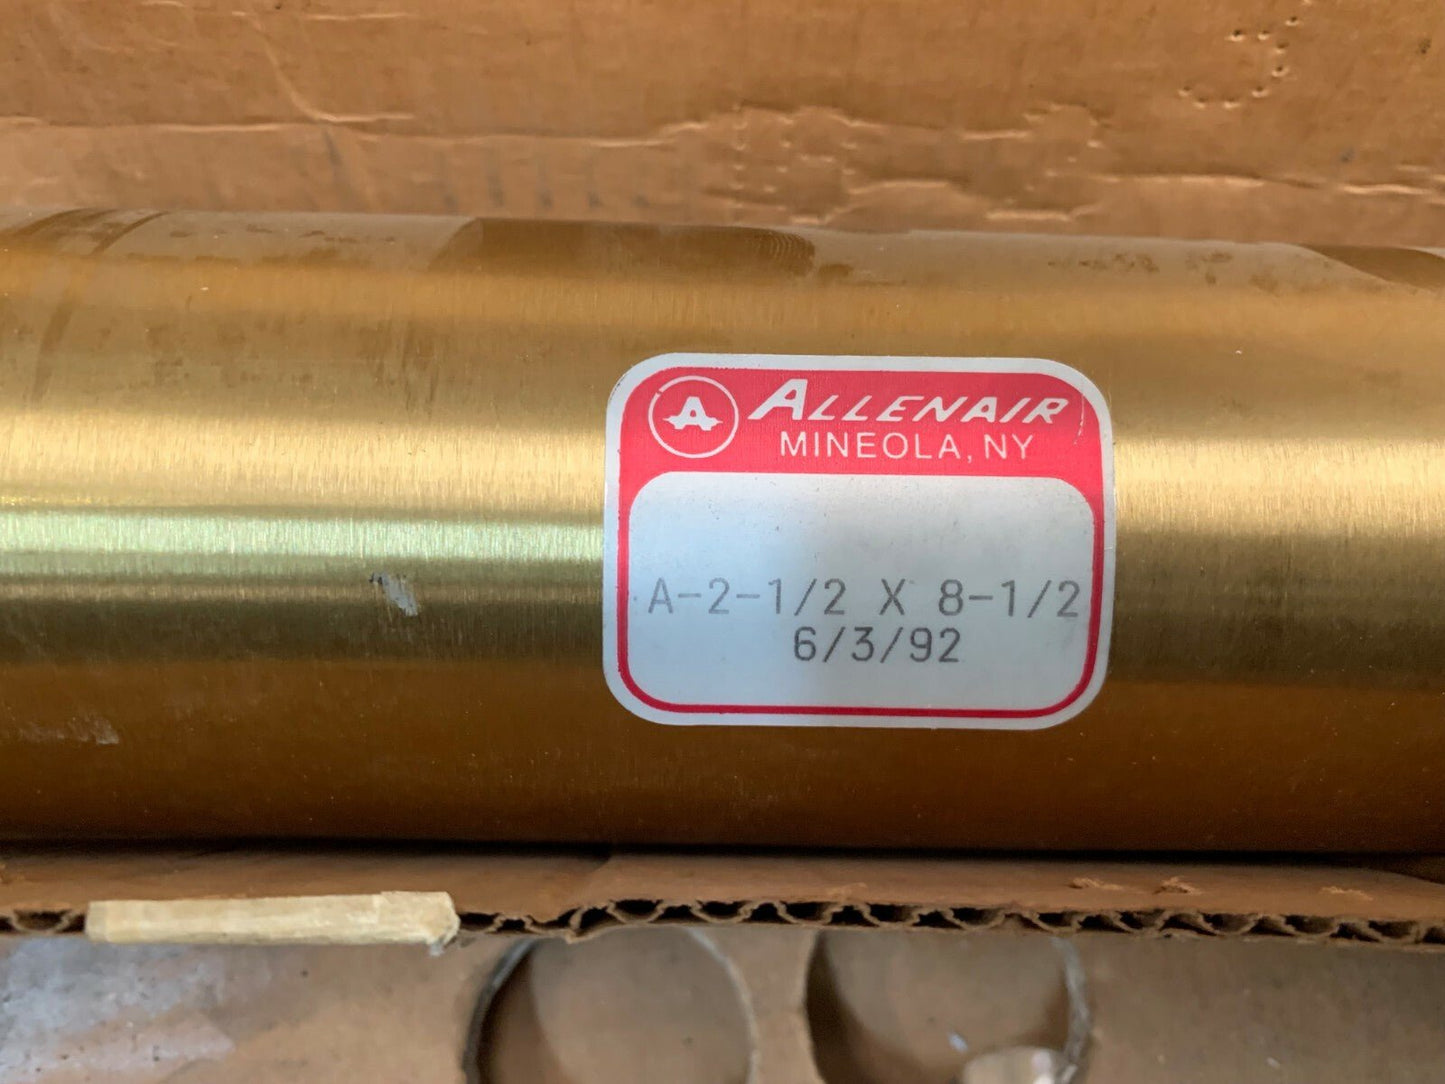 A ALLENAIR
MINEOLA, NY
A-2-1/2 X 8-1/2
6/3/92